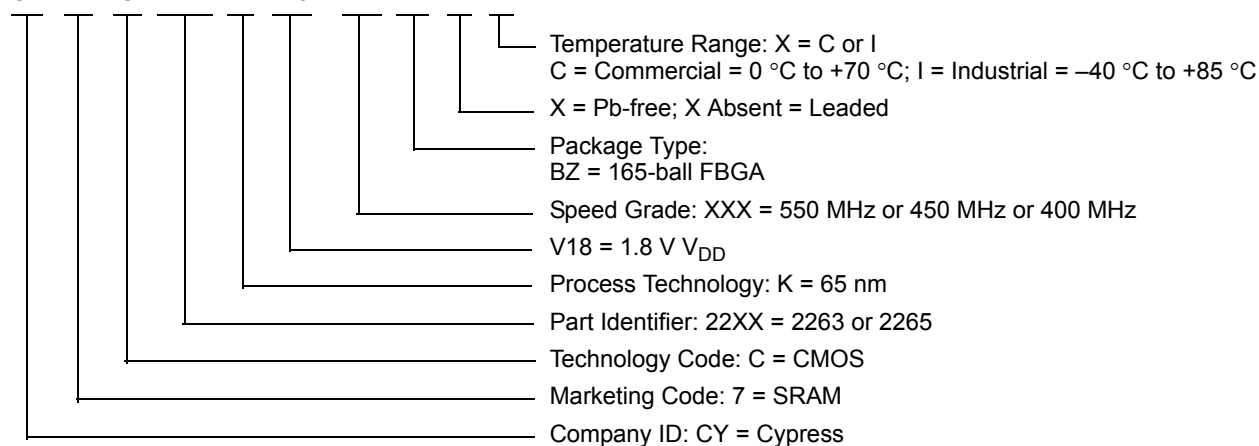 Temperature Range: X = C or I
C = Commercial = 0 °C to +70 °C; I = Industrial = –40 °C to +85 °C
X = Pb-free; X Absent = Leaded
Package Type:
BZ = 165-ball FBGA
Speed Grade: XXX = 550 MHz or 450 MHz or 400 MHz
V18 = 1.8 V VDD
Process Technology: K = 65 nm
Part Identifier: 22XX = 2263 or 2265
Technology Code: C = CMOS
Marketing Code: 7 = SRAM
Company ID: CY = Cypress